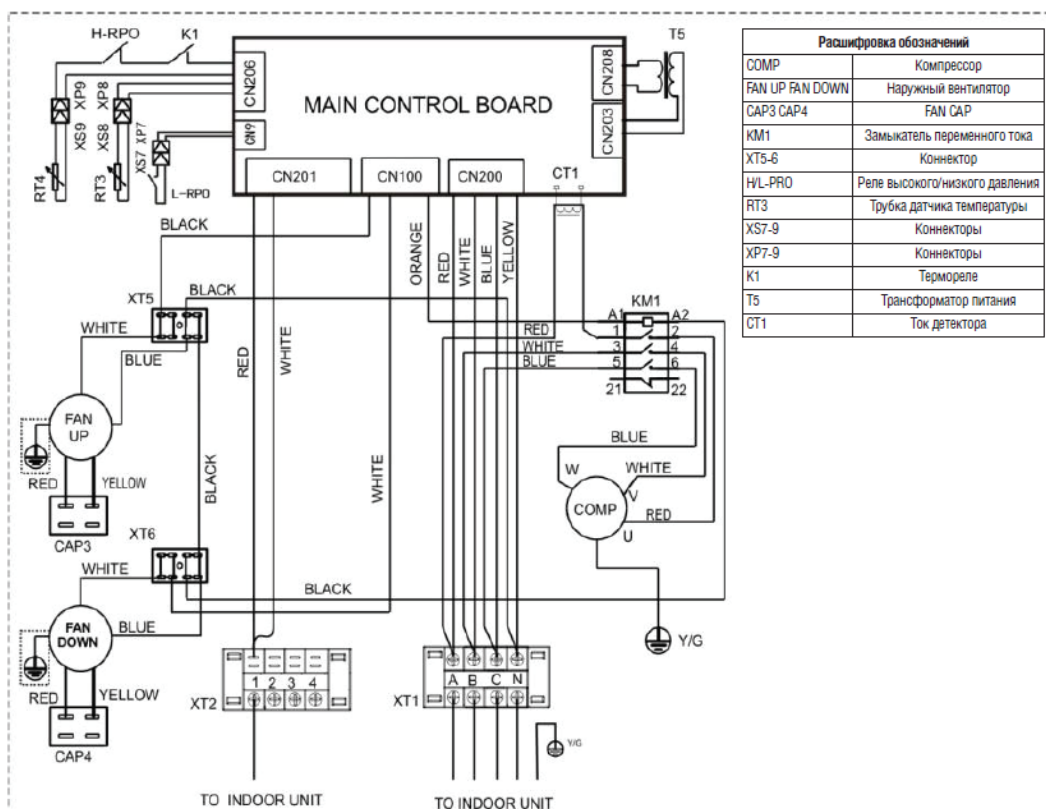 H-RPO
K1
T5
XP9
XP8
CN206
CN208
MAIN CONTROL BOARD
XS9
XS8
XP7
XS7
CN9
CN203
RT4
RT3
L-RPO
CN201
CN100
CN200
CT1
BLACK
ORANGE
RED
WHITE
BLUE
YELLOW
XT5
BLACK
KM1
WHITE
BLUE
RED
WHITE
A1
A2
RED
1
2
WHITE
3
4
BLUE
5
6
21
22
FAN
UP
RED
YELLOW
CAP3
BLACK
WHITE
BLUE
W
WHITE
V
COMP
RED
U
XT6
WHITE
BLACK
BLUE
FAN
DOWN
RED
YELLOW
CAP4
Y/G
1 2 3 4
XT2
A B C N
XT1
Y/G
TO INDOOR UNIT
TO INDOOR UNIT
Расшифровка обозначений
COMP Компрессор
FAN UP FAN DOWN Наружный вентилятор
CAP3 CAP4 FAN CAP
KM1 Замыкатель переменного тока
XT5-6 Коннектор
H/L-PRO Реле высокого/низкого давления
RT3 Трубка датчика температуры
XS7-9 Коннекторы
XP7-9 Коннекторы
K1 Термореле
T5 Трансформатор питания
CT1 Ток детектора